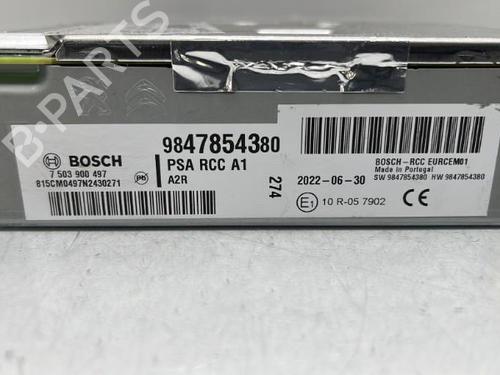 B-PARTS
BOSCH
7 503 900 497
815CM0497N2430271
9847854380
PSA RCC A1
A2R
274
2022-06-30
E1 10 R-05 7902
BOSCH-RCC EURCEM01
Made in Portugal
SW 9847854380 HW 9847854380
CE